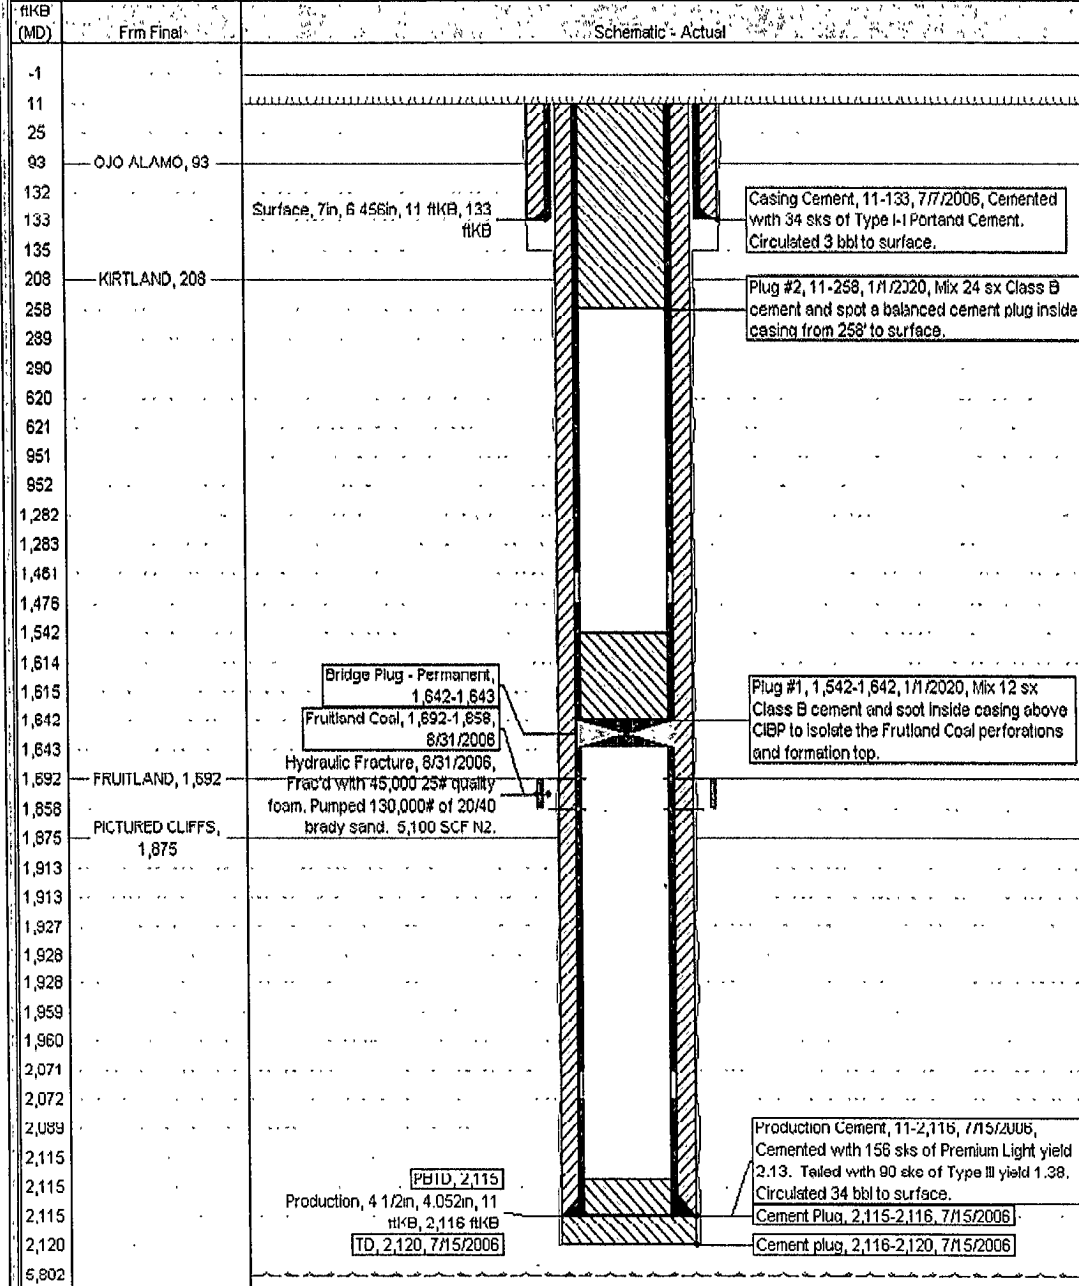 ftKB
(MD)
Frm Final
Schematic - Actual
-1
11
25
93
OJO ALAMO, 93
132
133
Surface, 7in, 6 456in, 11 ftKB, 133
ftKB
Casing Cement, 11-133, 7/7/2006, Cemented
with 34 sks of Type I-I Portand Cement.
Circulated 3 bbl to surface.
135
208
KIRTLAND, 208
258
Plug #2, 11-258, 1/1/2020, Mix 24 sx Class B
cement and spot a balanced cement plug inside
casing from 258' to surface.
289
290
620
621
951
952
1,282
1,283
1,461
1,476
1,542
1,614
1,615
Bridge Plug - Permanent,
1,642-1,643
1,642
Fruitland Coal, 1,692-1,858,
8/31/2006
Plug #1, 1,542-1,642, 1/1/2020, Mix 12 sx
Class B cement and spot inside casing above
CIBP to isolate the Frutland Coal perforations
and formation top.
1,643
1,692
FRUITLAND, 1,692
Hydraulic Fracture, 8/31/2006,
Frac'd with 45,000 25# quality
foam. Pumped 130,000# of 20/40
brady sand. 5,100 SCF N2.
1,858
PICTURED CLIFFS,
1,875
1,875
1,913
1,913
1,927
1,928
1,928
1,959
1,960
2,071
2,072
2,089
2,115
Production Cement, 11-2,116, 7/15/2006,
Cemented with 156 sks of Premium Light yield
2.13. Tailed with 90 sks of Type III yield 1.38.
Circulated 34 bbl to surface.
2,115
PBTD, 2,115
2,115
Production, 4 1/2in, 4.052in, 11
ftKB, 2,116 ftKB
Cement Plug, 2,115-2,116, 7/15/2006
2,120
TD, 2,120, 7/15/2006
Cement plug, 2,116-2,120, 7/15/2006
5,802